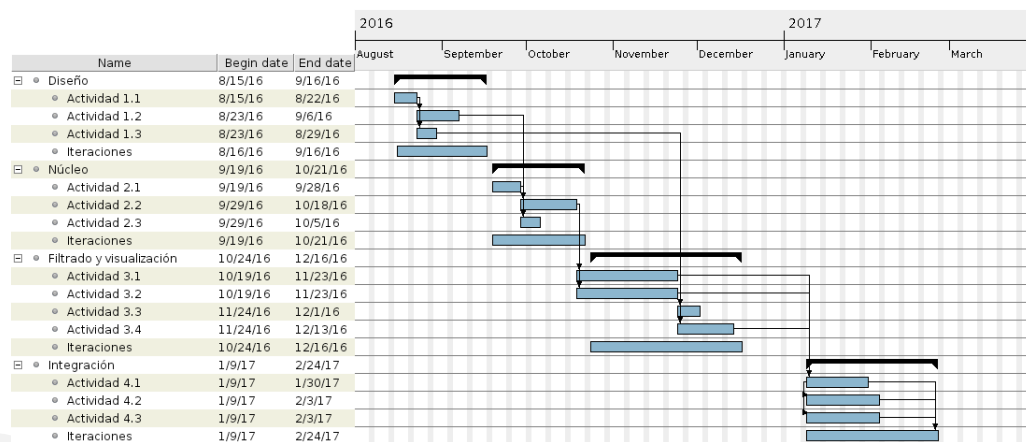 2016 2017
Name Begin date End date August September October November December January February March
Diseño 8/15/16 9/16/16
Actividad 1.1 8/15/16 8/22/16
Actividad 1.2 8/23/16 9/6/16
Actividad 1.3 8/23/16 8/29/16
Iteraciones 8/16/16 9/16/16
Núcleo 9/19/16 10/21/16
Actividad 2.1 9/19/16 9/28/16
Actividad 2.2 9/29/16 10/18/16
Actividad 2.3 9/29/16 10/5/16
Iteraciones 9/19/16 10/21/16
Filtrado y visualización 10/24/16 12/16/16
Actividad 3.1 10/19/16 11/23/16
Actividad 3.2 10/19/16 11/23/16
Actividad 3.3 11/24/16 12/1/16
Actividad 3.4 11/24/16 12/13/16
Iteraciones 10/24/16 12/16/16
Integración 1/9/17 2/24/17
Actividad 4.1 1/9/17 1/30/17
Actividad 4.2 1/9/17 2/3/17
Actividad 4.3 1/9/17 2/3/17
Iteraciones 1/9/17 2/24/17